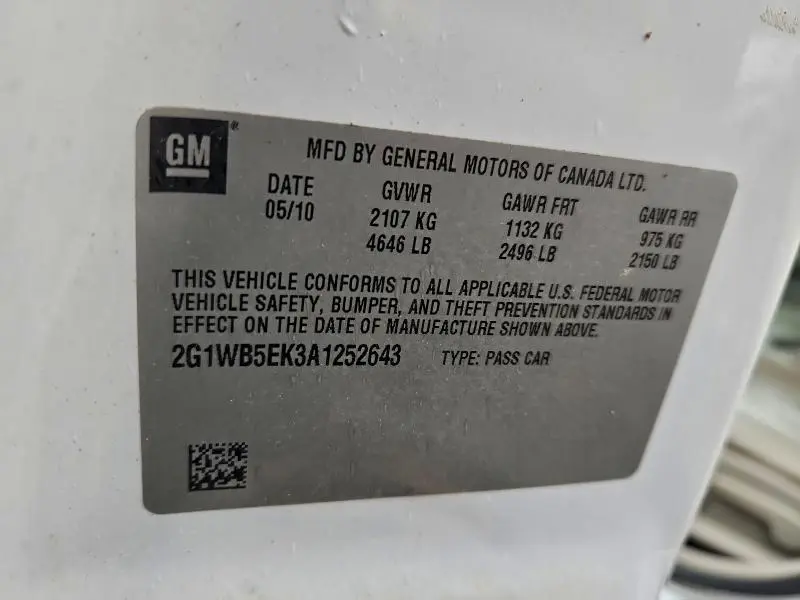 GM®
MFD BY GENERAL MOTORS OF CANADA LTD.
DATE GVWR GAWR FRT GAWR RR
05/10 2107 KG 1132 KG 975 KG
4646 LB 2496 LB 2150 LB
THIS VEHICLE CONFORMS TO ALL APPLICABLE U.S. FEDERAL MOTOR
VEHICLE SAFETY, BUMPER, AND THEFT PREVENTION STANDARDS IN
EFFECT ON THE DATE OF MANUFACTURE SHOWN ABOVE.
2G1WB5EK3A1252643 TYPE: PASS CAR